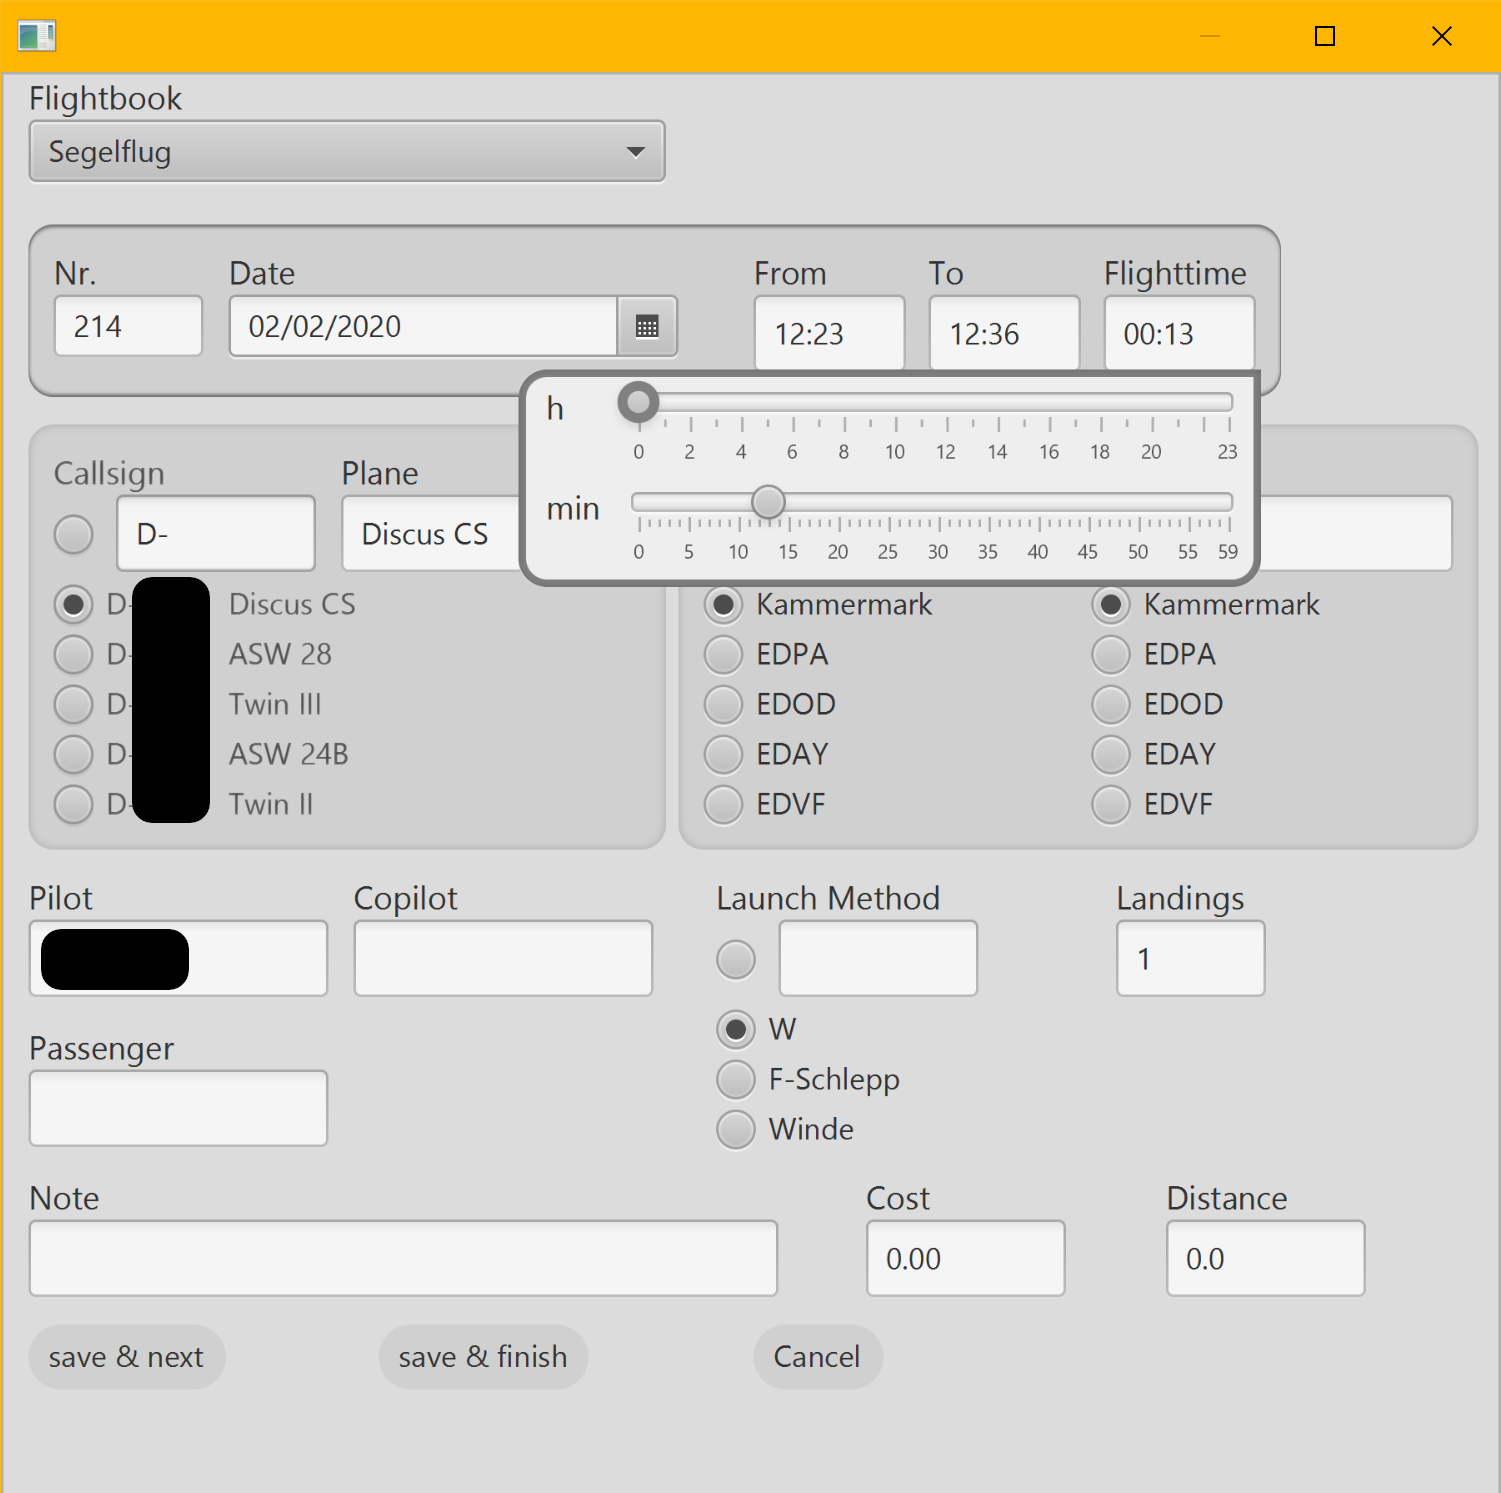 Flightbook
Segelflug
Nr. Date From To Flighttime
214 02/02/2020 12:23 12:36 00:13
h
0 2 4 6 8 10 12 14 16 18 20 23
min
0 5 10 15 20 25 30 35 40 45 50 55 59
Callsign Plane
D- Discus CS
D- Discus CS
D- ASW 28
D- Twin III
D- ASW 24B
D- Twin II
Kammermark Kammermark
EDPA EDPA
EDOD EDOD
EDAY EDAY
EDVF EDVF
Pilot Copilot Launch Method Landings
1
W
Passenger
F-Schlepp
Winde
Note Cost Distance
0.00 0.0
save & next save & finish Cancel